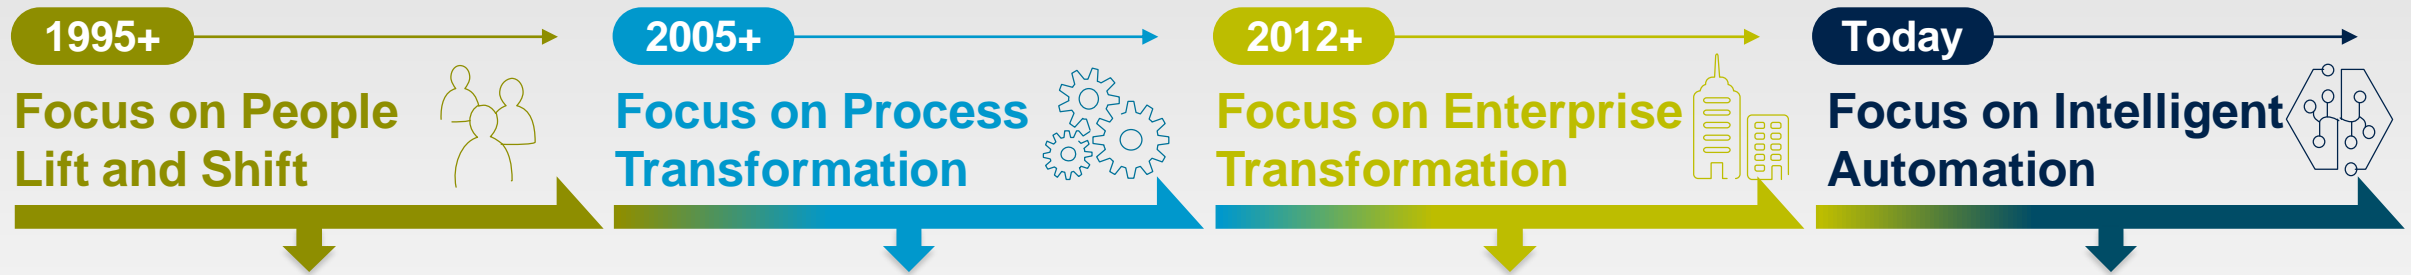 1995+
Focus on People
Lift and Shift
2005+
Focus on Process
Transformation
2012+
Focus on Enterprise
Transformation
Today
Focus on Intelligent
Automation